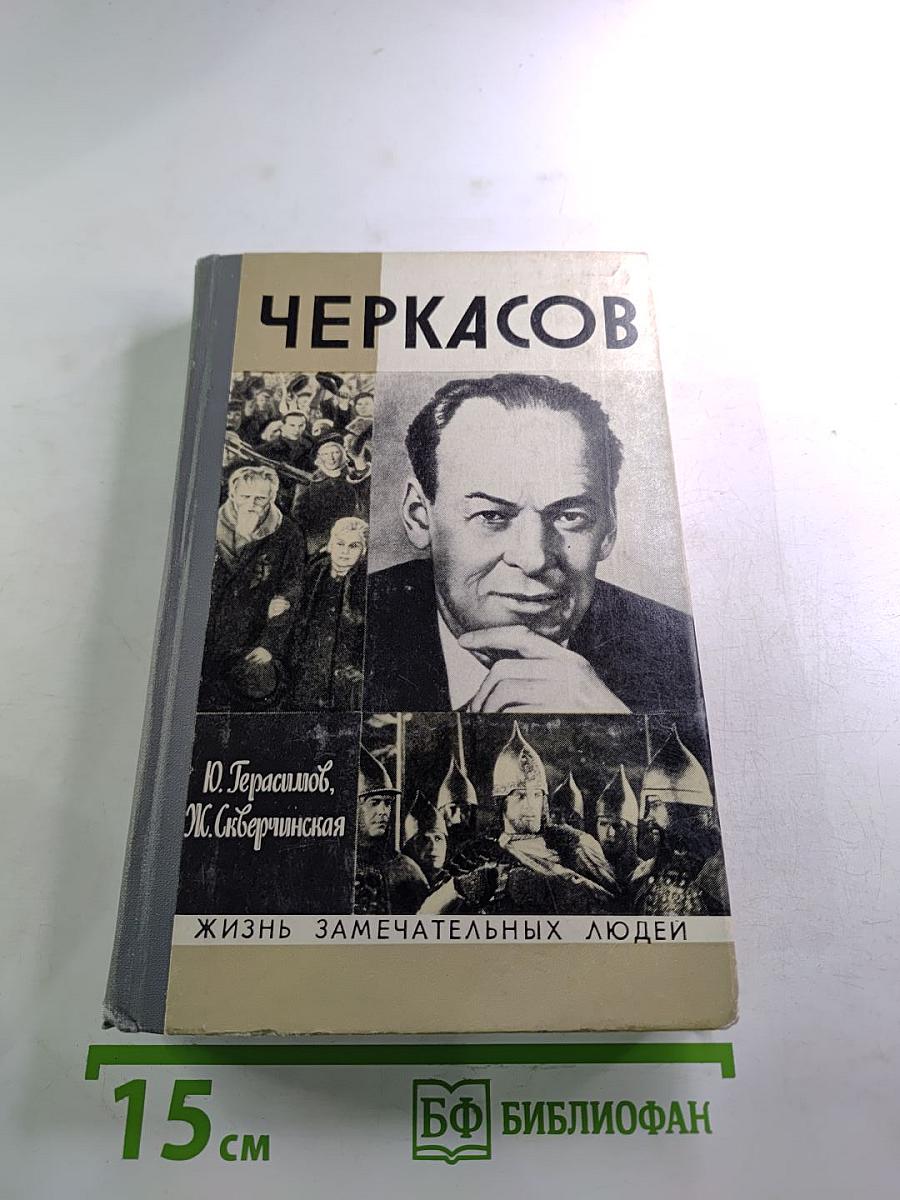 ЧЕРКАСОВ
Ю. Герасимов,
Ж. Скверчинская
ЖИЗНЬ ЗАМЕЧАТЕЛЬНЫХ ЛЮДЕЙ
15 см
БФ БИБЛИОФАН